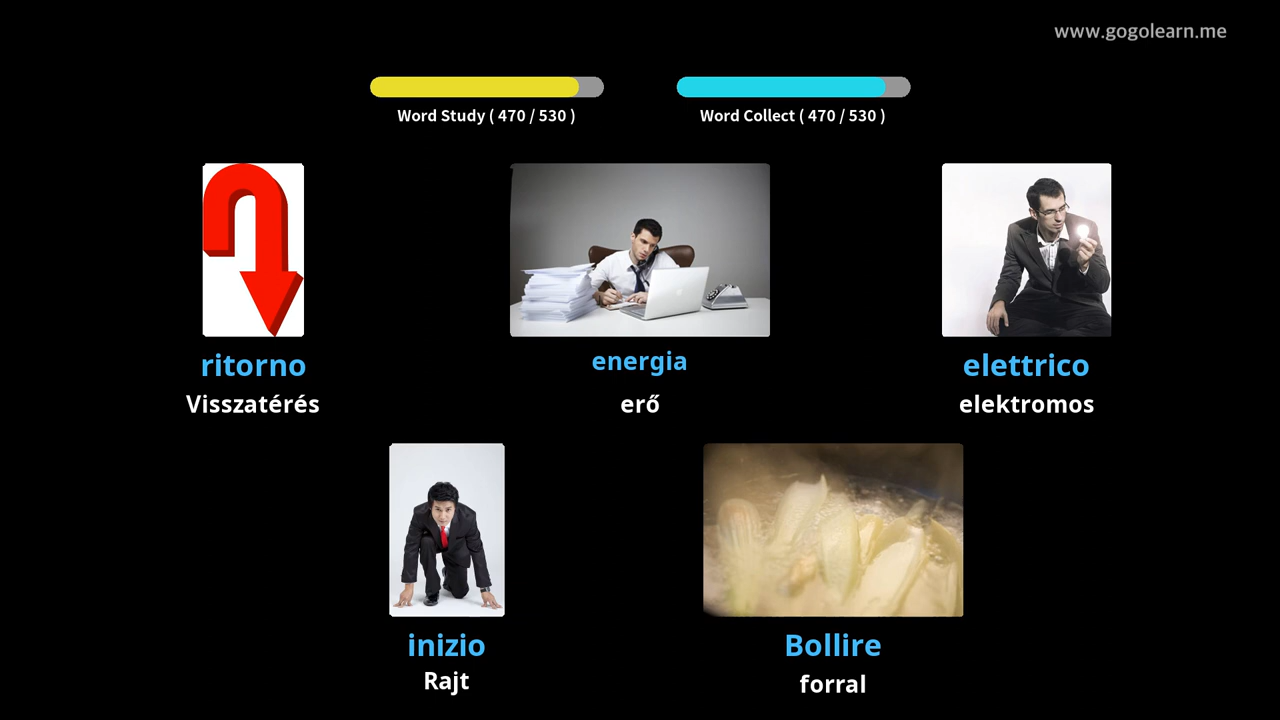 www.gogolearn.me
Word Study ( 470 / 530 )
Word Collect ( 470 / 530 )
ritorno
Visszatérés
energia
erő
elettrico
elektromos
inizio
Rajt
Bollire
forral